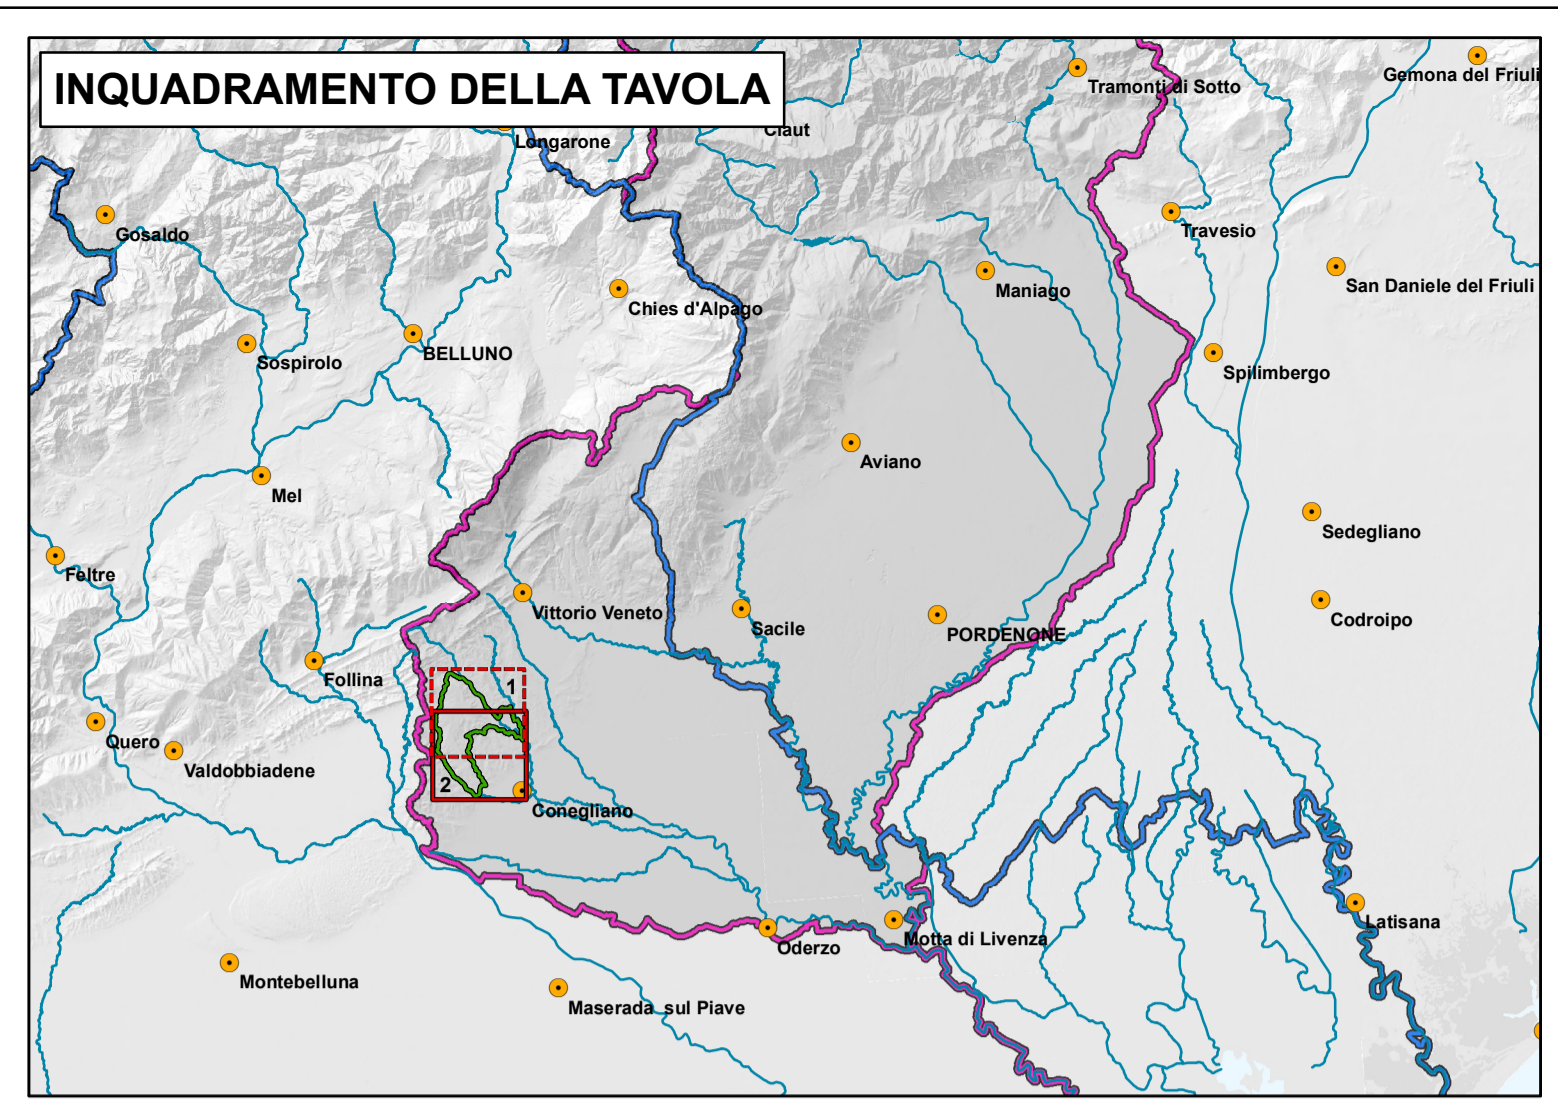 INQUADRAMENTO DELLA TAVOLA
Gemona del Friuli
Tramonti di Sotto
Claut
Longarone
Gosaldo
Travesio
San Daniele del Friuli
Maniago
Chies d'Alpago
BELLUNO
Sospirolo
Spilimbergo
Aviano
Mel
Sedegliano
Feltre
Vittorio Veneto
Codroipo
Sacile
PORDENONE
Follina
1
Quero
Valdobbiadene
2
Conegliano
Latisana
Motta di Livenza
Oderzo
Montebelluna
Maserada sul Piave